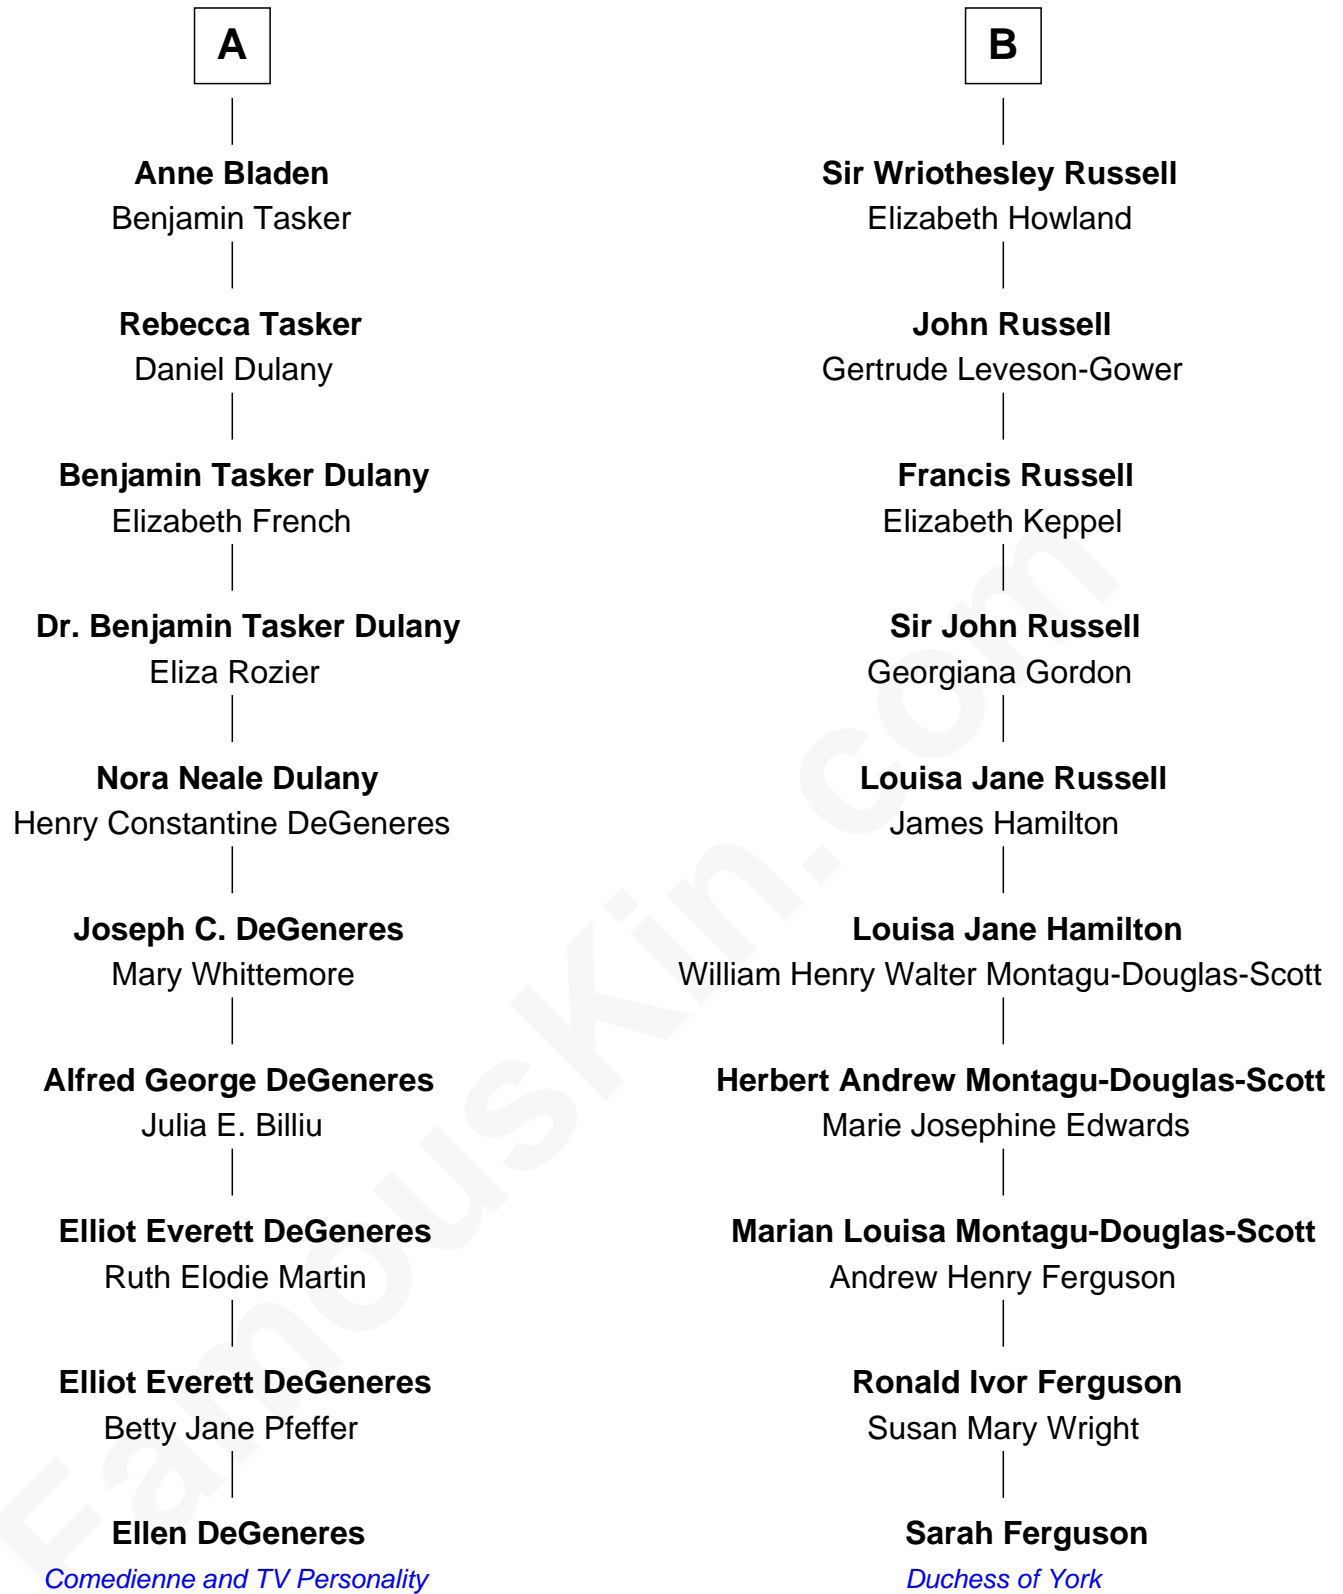 A
Anne Bladen
Benjamin Tasker
Rebecca Tasker
Daniel Dulany
Benjamin Tasker Dulany
Elizabeth French
Dr. Benjamin Tasker Dulany
Eliza Rozier
Nora Neale Dulany
Henry Constantine DeGeneres
Joseph C. DeGeneres
Mary Whittemore
Alfred George DeGeneres
Julia E. Billiu
Elliot Everett DeGeneres
Ruth Elodie Martin
Elliot Everett DeGeneres
Betty Jane Pfeffer
Ellen DeGeneres
Comedienne and TV Personality
B
Sir Wriothesley Russell
Elizabeth Howland
John Russell
Gertrude Leveson-Gower
Francis Russell
Elizabeth Keppel
Sir John Russell
Georgiana Gordon
Louisa Jane Russell
James Hamilton
Louisa Jane Hamilton
William Henry Walter Montagu-Douglas-Scott
Herbert Andrew Montagu-Douglas-Scott
Marie Josephine Edwards
Marian Louisa Montagu-Douglas-Scott
Andrew Henry Ferguson
Ronald Ivor Ferguson
Susan Mary Wright
Sarah Ferguson
Duchess of York
FamousKin.com